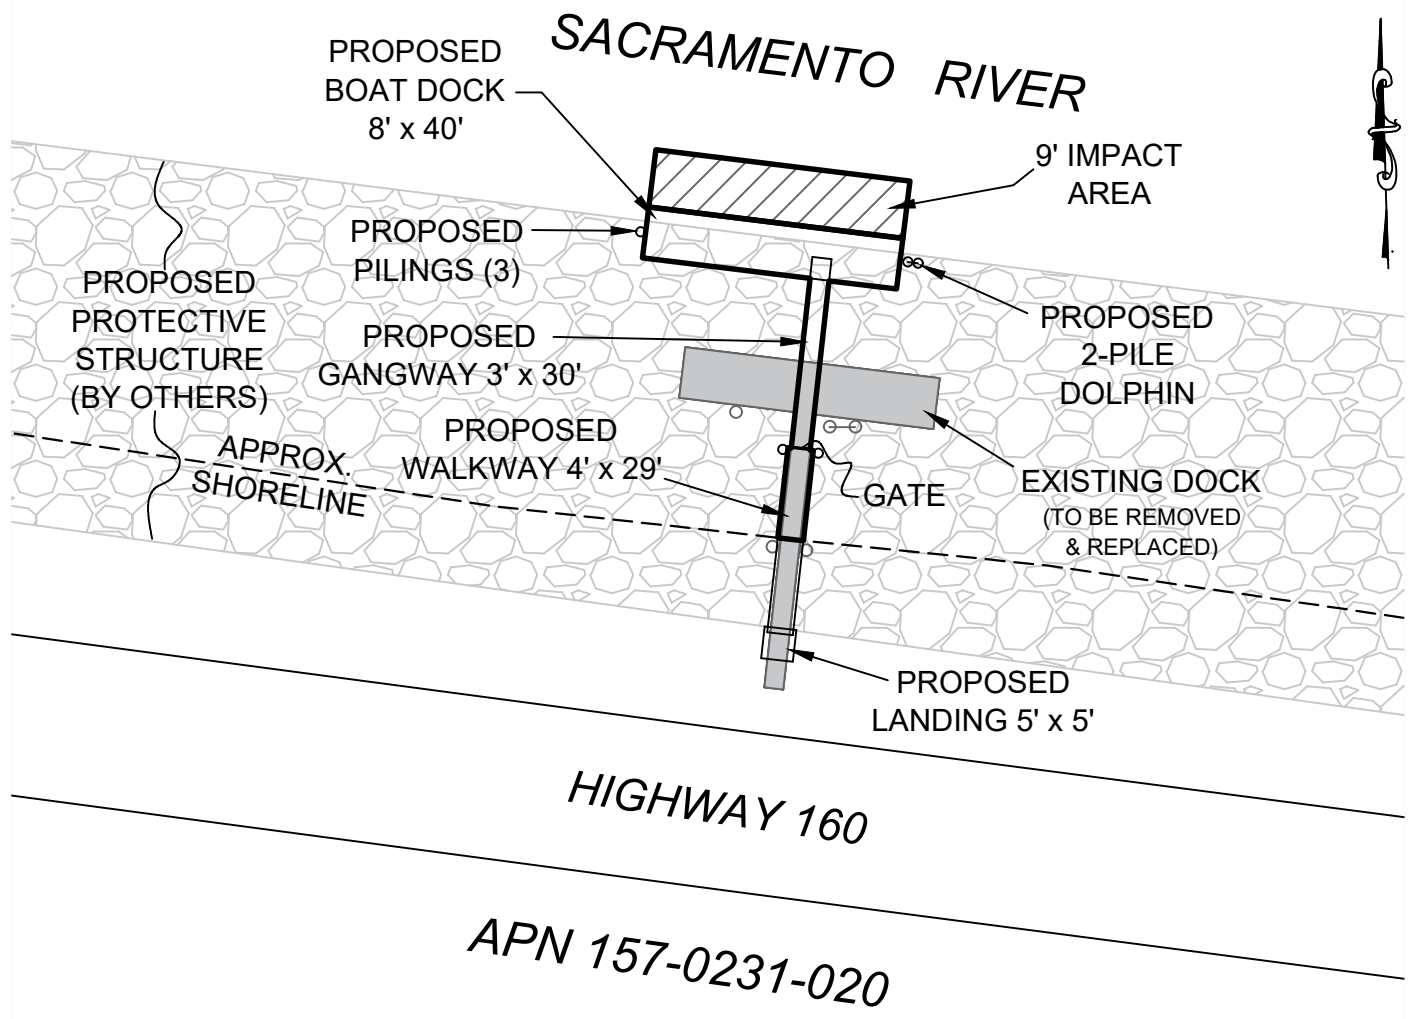 SACRAMENTO RIVER
PROPOSED
BOAT DOCK
8' x 40'
9' IMPACT
AREA
PROPOSED
PILINGS (3)
PROPOSED
PROTECTIVE
STRUCTURE
(BY OTHERS)
PROPOSED
GANGWAY 3' x 30'
PROPOSED
2-PILE
DOLPHIN
PROPOSED
WALKWAY 4' x 29'
APPROX.
SHORELINE
GATE
EXISTING DOCK
(TO BE REMOVED
& REPLACED)
PROPOSED
LANDING 5' x 5'
HIGHWAY 160
APN 157-0231-020